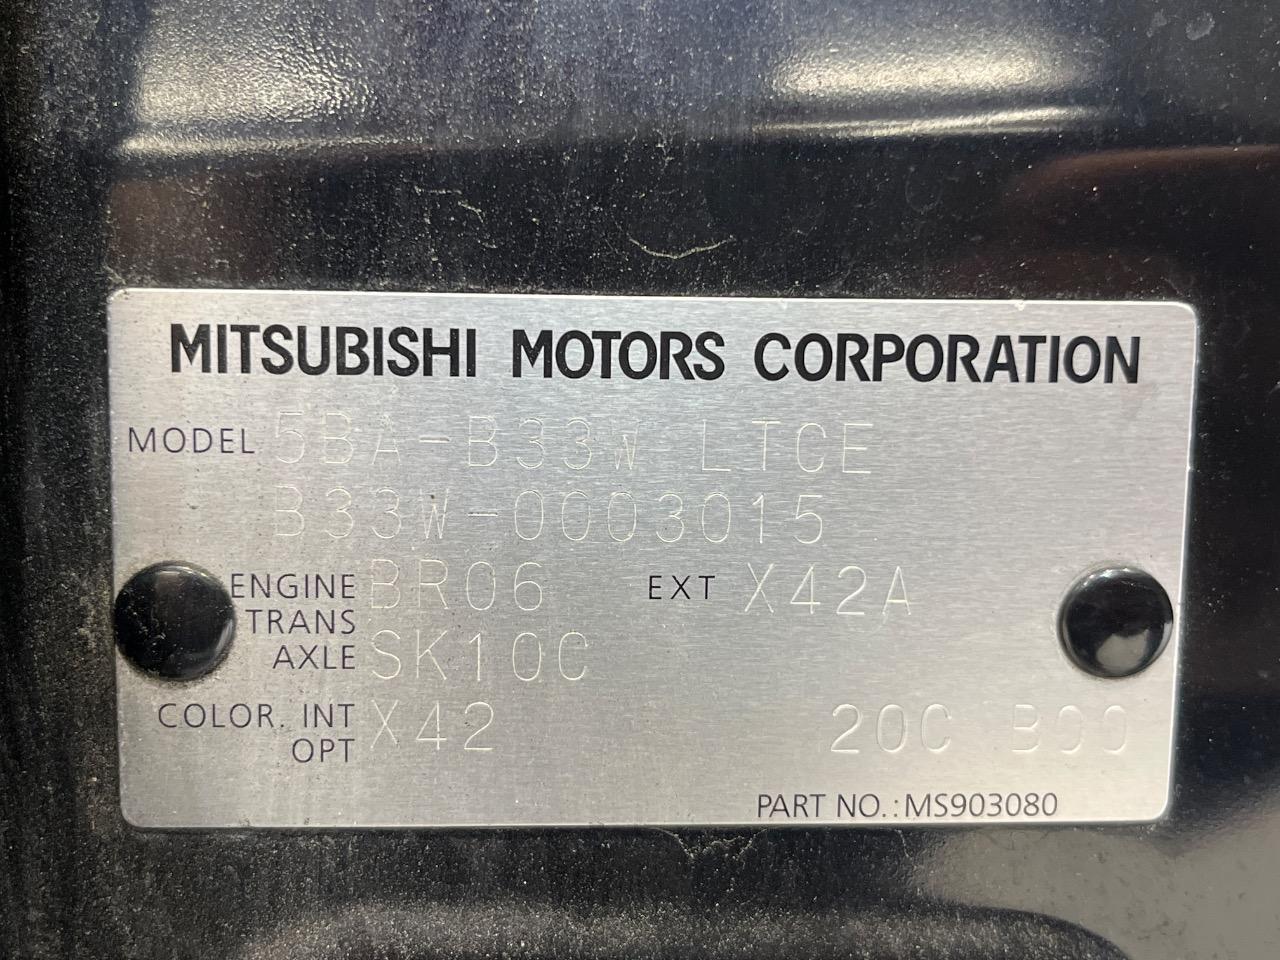 MITSUBISHI MOTORS CORPORATION
MODEL 5BA-B33W LTCE
B33W-0003015
ENGINE BR06 EXT X42A
TRANS
AXLE SK10C
COLOR. INT X42 20C B00
OPT
PART NO.: MS903080